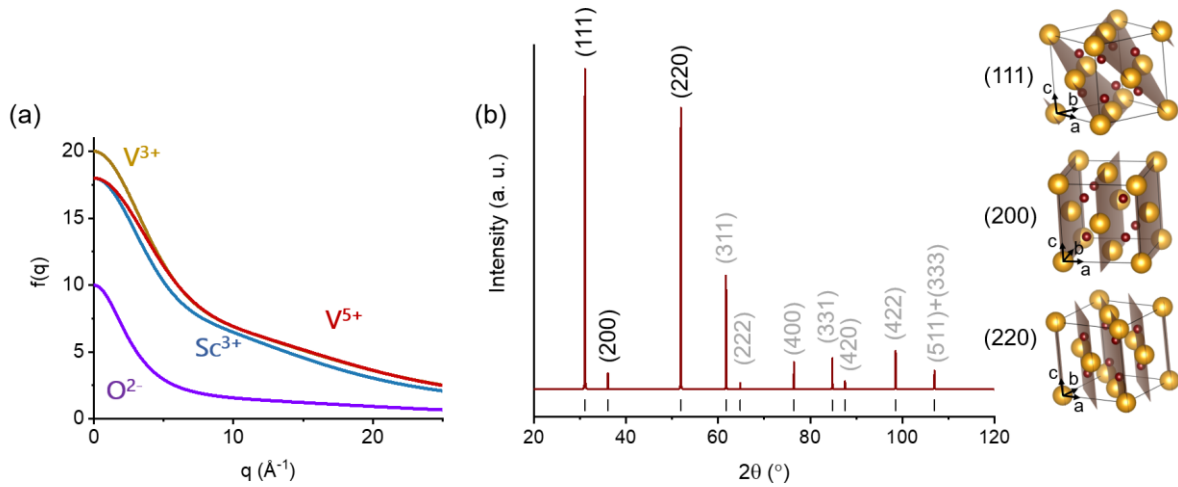 (a)
20
15
10
5
0
f(q)
V³⁺
Sc³⁺
V⁵⁺
O²⁻
0
10
20
q (Å⁻¹)
(b)
Intensity (a. u.)
(111)
(200)
(220)
(311)
(222)
(400)
(331)
(420)
(422)
(511)+(333)
20
40
60
80
100
120
2θ (°)
(111)
c
b
a
(200)
c
b
a
(220)
c
b
a